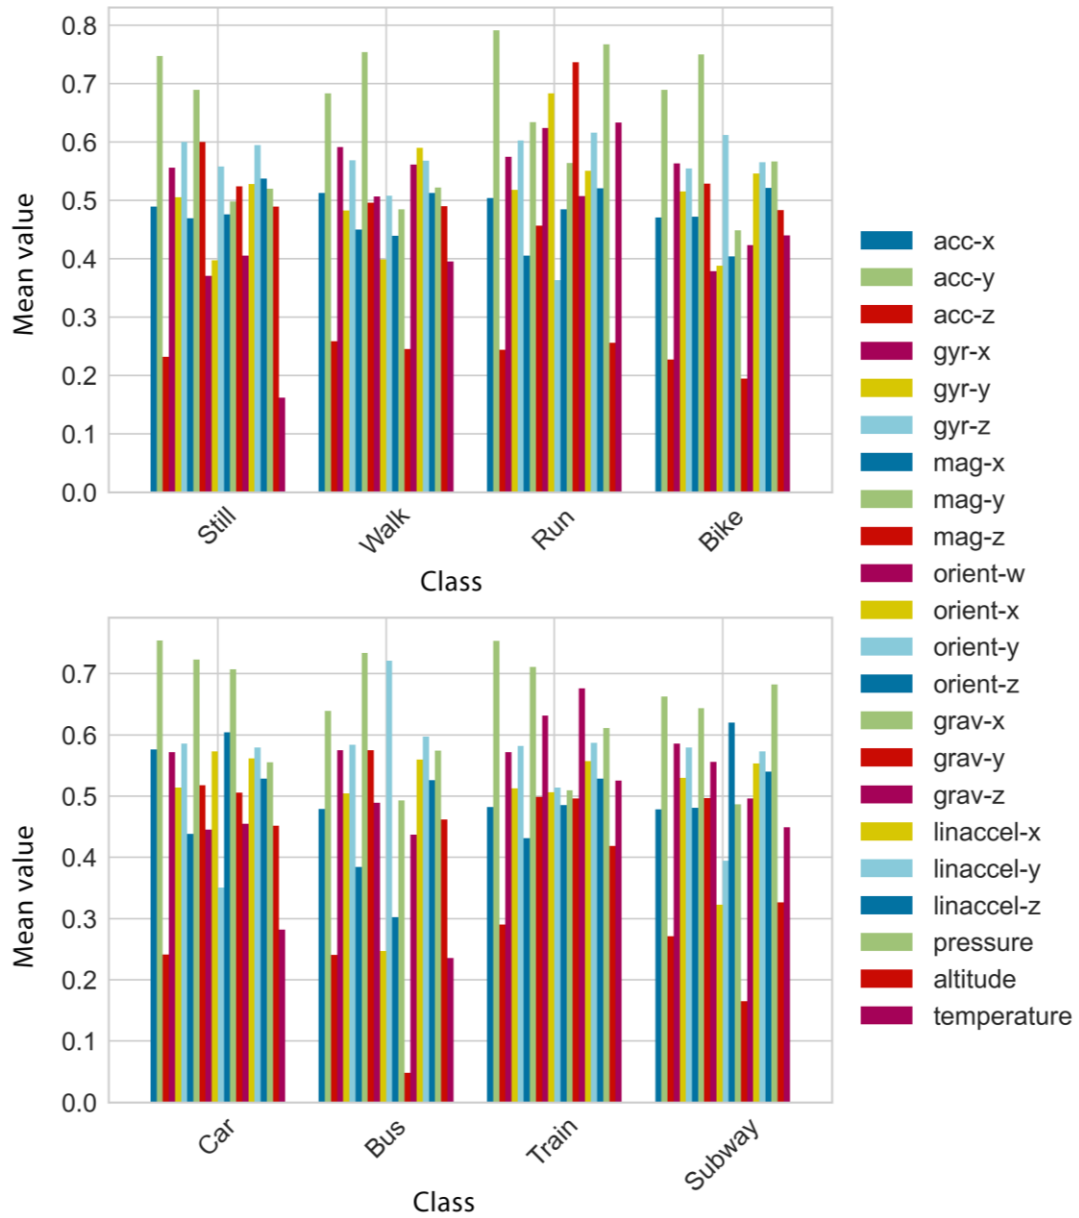 0.8
0.7
0.6
0.5
0.4
0.3
0.2
0.1
0.0
Mean value
Still
Walk
Run
Bike
Class
0.7
0.6
0.5
0.4
0.3
0.2
0.1
0.0
Mean value
Car
Bus
Train
Subway
Class
acc-x
acc-y
acc-z
gyr-x
gyr-y
gyr-z
mag-x
mag-y
mag-z
orient-w
orient-x
orient-y
orient-z
grav-x
grav-y
grav-z
linaccel-x
linaccel-y
linaccel-z
pressure
altitude
temperature